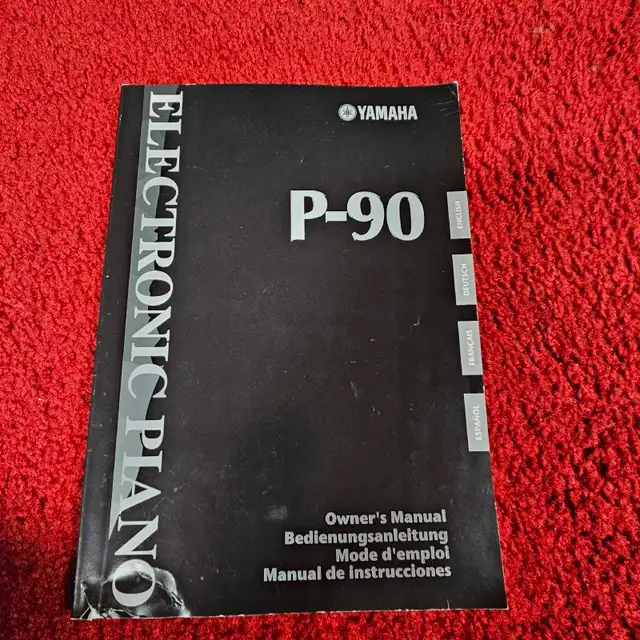 ELECTRONIC PIANO
YAMAHA
P-90
ENGLISH
DEUTSCH
FRANÇAIS
ESPAÑOL
Owner's Manual
Bedienungsanleitung
Mode d'emploi
Manual de instrucciones